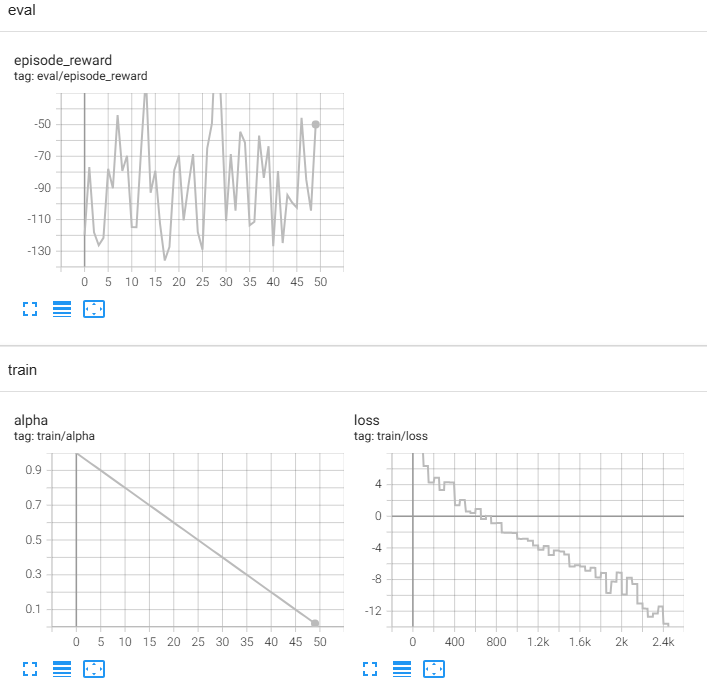 eval
episode_reward
tag: eval/episode_reward
-50
-70
-90
-110
-130
0 5 10 15 20 25 30 35 40 45 50
train
alpha
tag: train/alpha
0.9
0.7
0.5
0.3
0.1
0 5 10 15 20 25 30 35 40 45 50
loss
tag: train/loss
4
0
-4
-8
-12
0 400 800 1.2k 1.6k 2k 2.4k